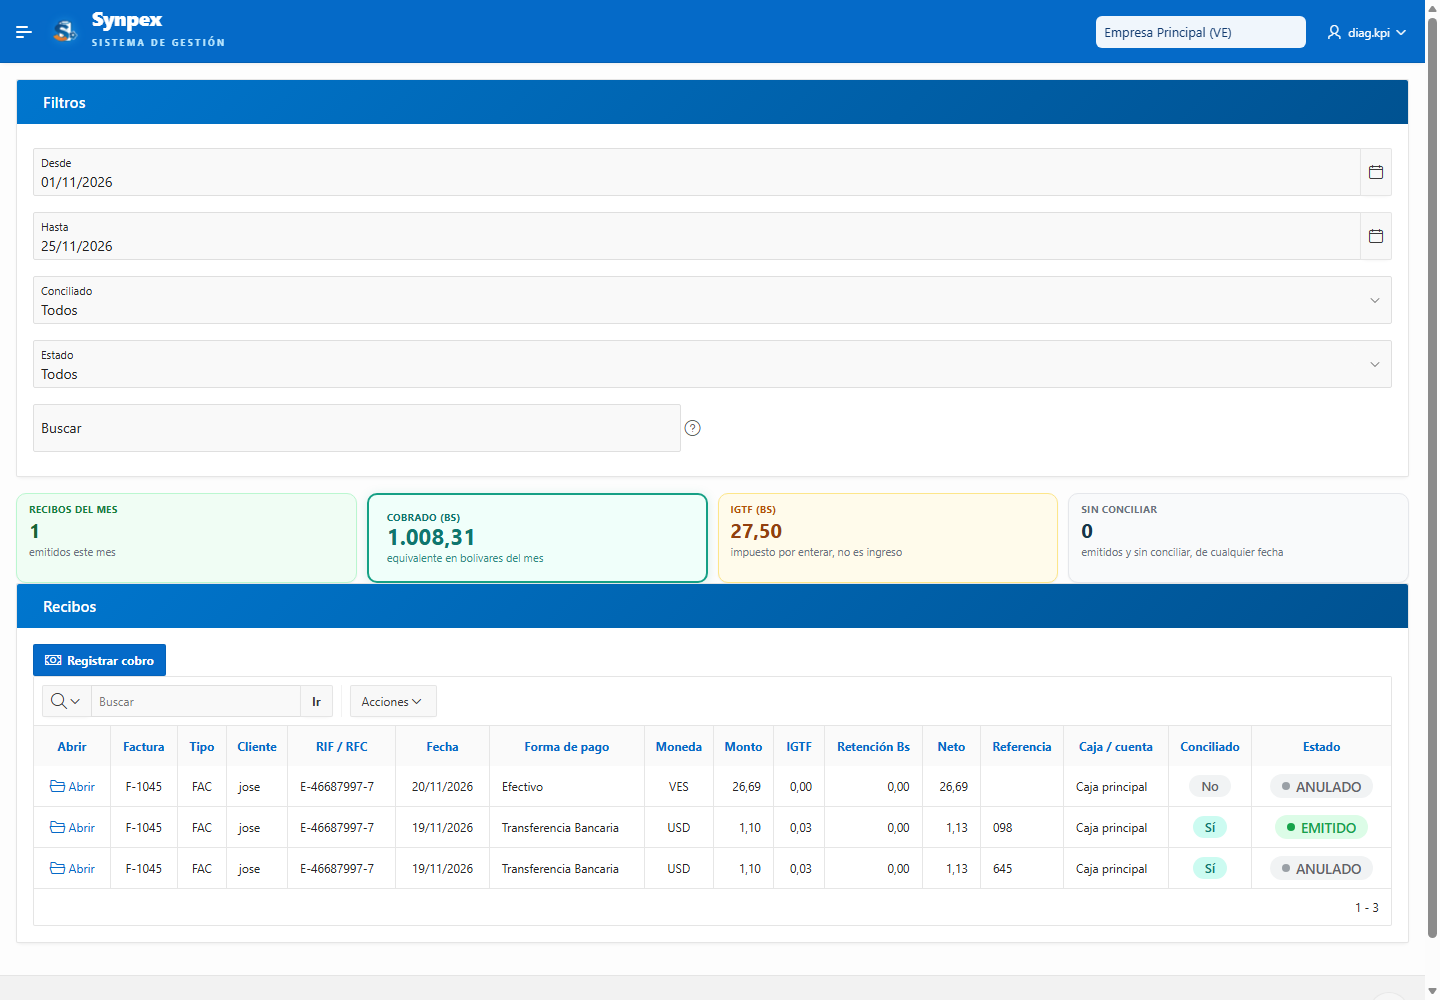 Synpex
SISTEMA DE GESTIÓN
Empresa Principal (VE)
diag.kpi
Filtros
Desde
01/11/2026
Hasta
25/11/2026
Conciliado
Todos
Estado
Todos
Buscar
?
RECIBOS DEL MES
1
emitidos este mes
COBRADO (BS)
1.008,31
equivalente en bolívares del mes
IGTF (BS)
27,50
impuesto por enterar, no es ingreso
SIN CONCILIAR
0
emitidos y sin conciliar, de cualquier fecha
Recibos
Registrar cobro
Buscar Ir Acciones
Abrir Factura Tipo Cliente RIF / RFC Fecha Forma de pago Moneda Monto IGTF Retención Bs Neto Referencia Caja / cuenta Conciliado Estado
Abrir F-1045 FAC jose E-46687997-7 20/11/2026 Efectivo VES 26,69 0,00 0,00 26,69 Caja principal No ANULADO
Abrir F-1045 FAC jose E-46687997-7 19/11/2026 Transferencia Bancaria USD 1,10 0,03 0,00 1,13 098 Caja principal Sí EMITIDO
Abrir F-1045 FAC jose E-46687997-7 19/11/2026 Transferencia Bancaria USD 1,10 0,03 0,00 1,13 645 Caja principal Sí ANULADO
1 - 3